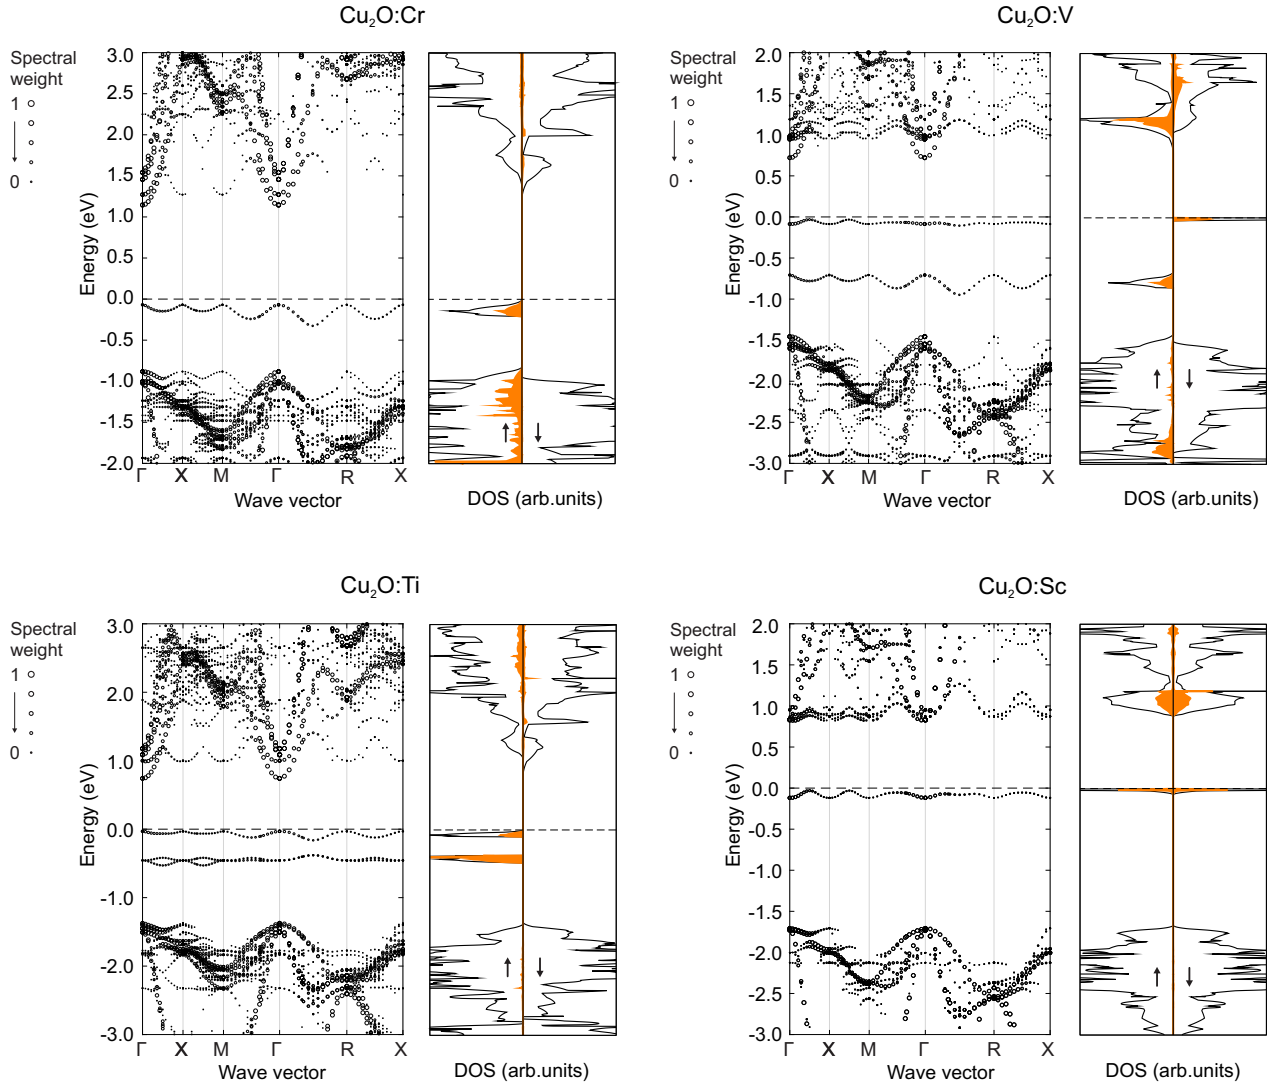 Cu2O:Cr
Spectral
weight
1
0
Energy (eV)
3.0
2.5
2.0
1.5
1.0
0.5
0.0
-0.5
-1.0
-1.5
-2.0
Γ X M Γ R X
Wave vector
DOS (arb.units)
Cu2O:V
Spectral
weight
1
0
Energy (eV)
2.0
1.5
1.0
0.5
0.0
-0.5
-1.0
-1.5
-2.0
-2.5
-3.0
Γ X M Γ R X
Wave vector
DOS (arb.units)
Cu2O:Ti
Spectral
weight
1
0
Energy (eV)
3.0
2.0
1.0
0.0
-1.0
-2.0
-3.0
Γ X M Γ R X
Wave vector
DOS (arb.units)
Cu2O:Sc
Spectral
weight
1
0
Energy (eV)
2.0
1.5
1.0
0.5
0.0
-0.5
-1.0
-1.5
-2.0
-2.5
-3.0
Γ X M Γ R X
Wave vector
DOS (arb.units)